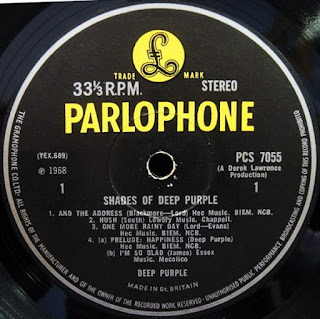 £
TRADE MARK
33⅓ R.P.M. STEREO
PARLOPHONE
(YEX.689)
℗ 1968
1
PCS 7055
(A Derek Lawrence
Production)
1
SHADES OF DEEP PURPLE
1. AND THE ADDRESS (Blackmore—Lord) Hec Music. BIEM. NCB.
2. HUSH (South) Lowery Music. Chappell.
3. ONE MORE RAINY DAY (Lord—Evans)
Hec Music. BIEM. NCB.
4. (a) PRELUDE: HAPPINESS (Deep Purple)
Hec Music. BIEM. NCB.
(b) I'M SO GLAD (James) Essex
Music. Mecolico
DEEP PURPLE
MADE IN GT. BRITAIN
THE GRAMOPHONE CO. LTD. ALL RIGHTS OF THE MANUFACTURER AND OF THE OWNER OF THE RECORDED WORK RESERVED. UNAUTHORISED PUBLIC PERFORMANCE BROADCASTING AND COPYING OF THIS RECORD PROHIBITED